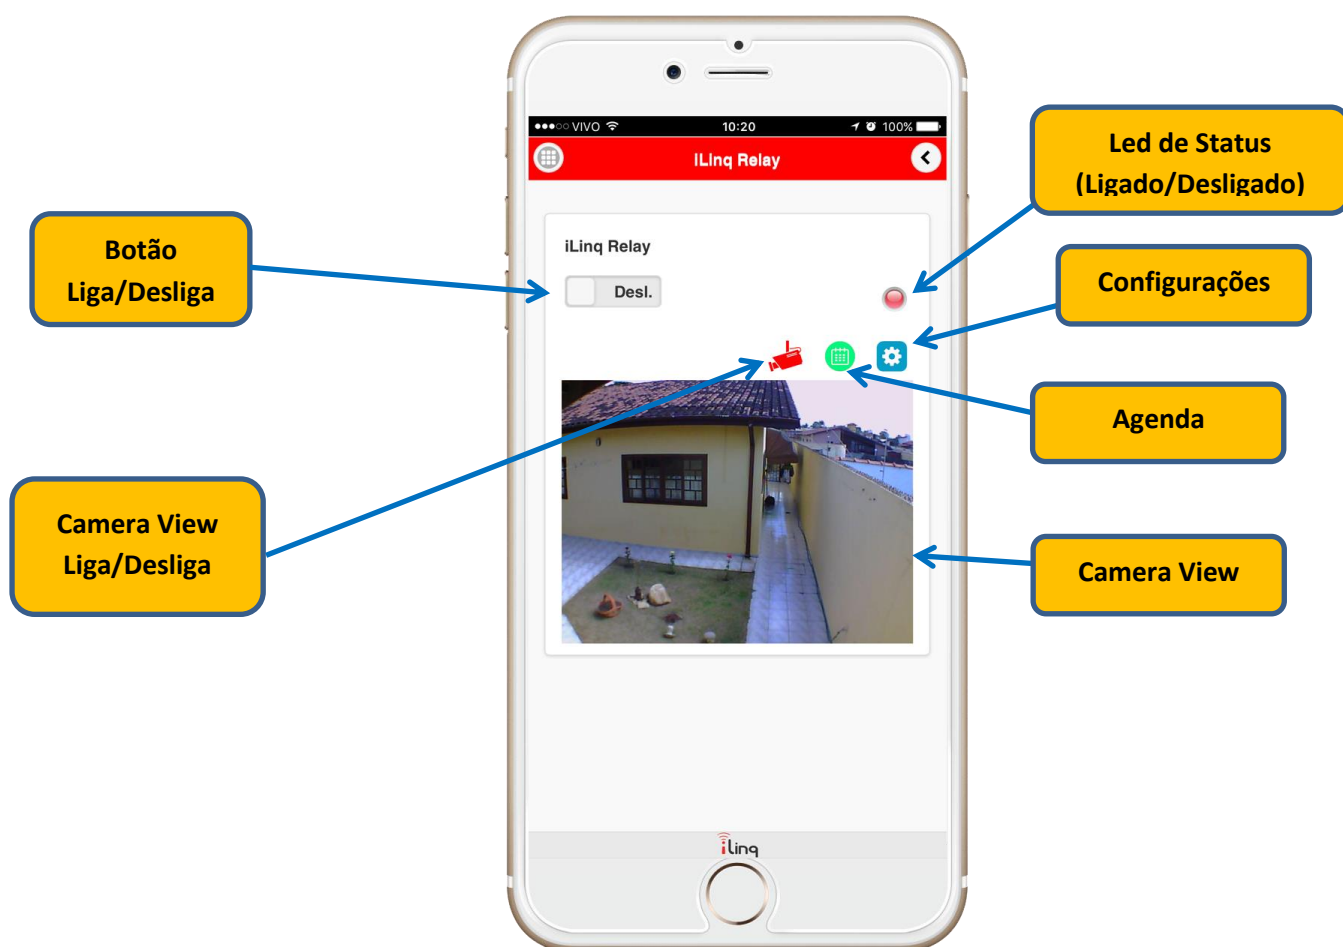 VIVO
10:20
100%
iLinq Relay
Led de Status
(Ligado/Desligado)
Botão
Liga/Desliga
iLinq Relay
Desl.
Configurações
Agenda
Camera View
Liga/Desliga
Camera View
iLinq